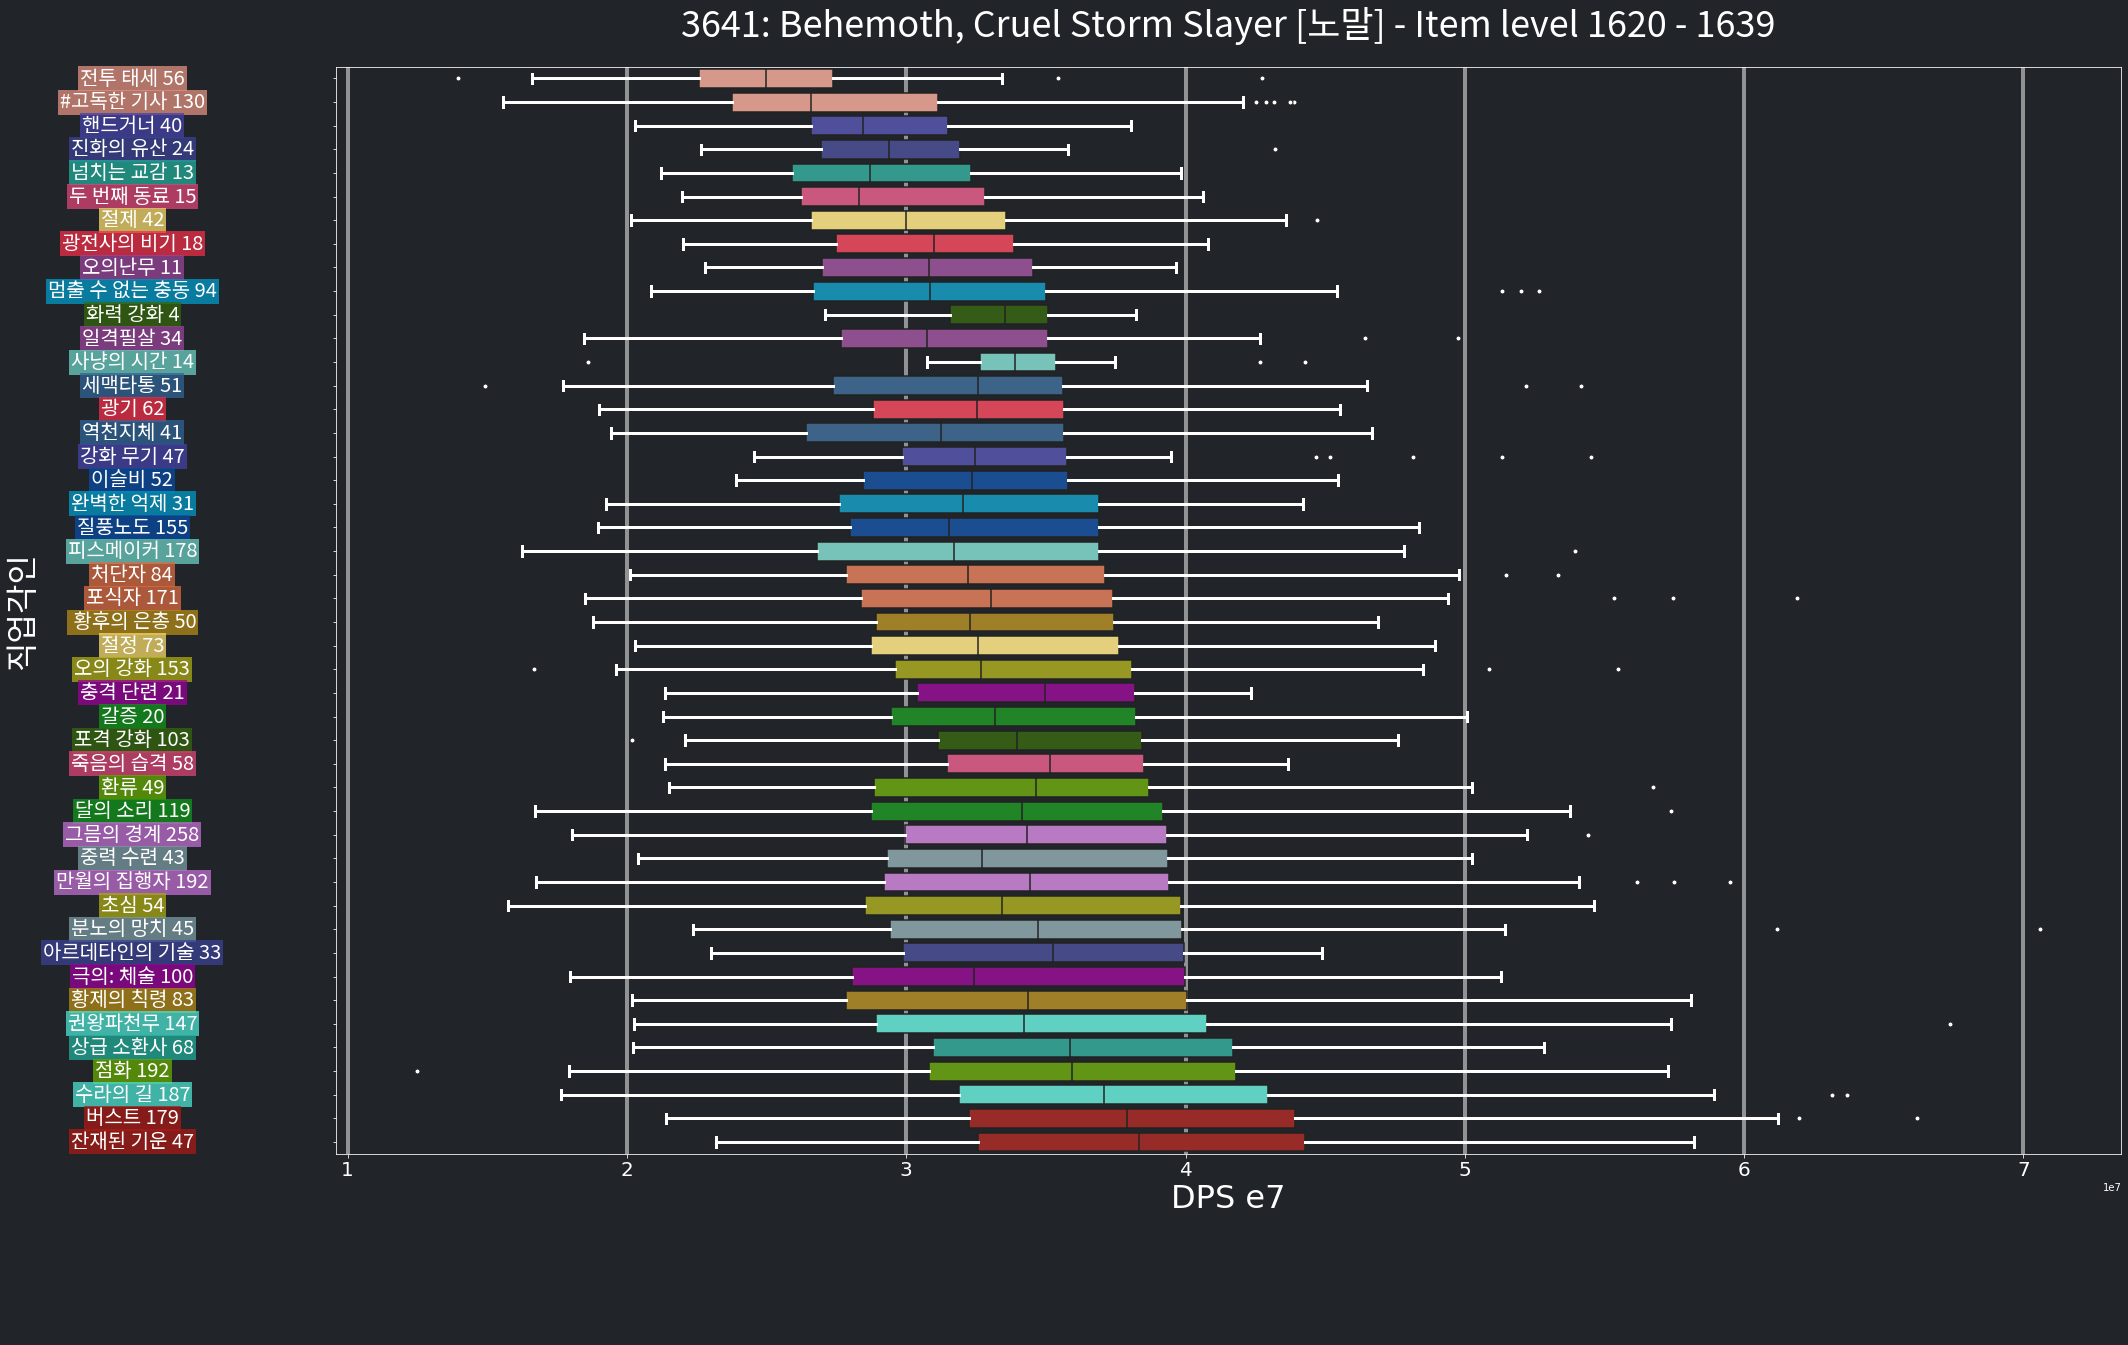 3641: Behemoth, Cruel Storm Slayer [노말] - Item level 1620 - 1639
직업각인
전투 태세 56
#고독한 기사 130
핸드거너 40
진화의 유산 24
넘치는 교감 13
두 번째 동료 15
절제 42
광전사의 비기 18
오의난무 11
멈출 수 없는 충동 94
화력 강화 4
일격필살 34
사냥의 시간 14
세맥타통 51
광기 62
역천지체 41
강화 무기 47
이슬비 52
완벽한 억제 31
질풍노도 155
피스메이커 178
처단자 84
포식자 171
황후의 은총 50
절정 73
오의 강화 153
충격 단련 21
갈증 20
포격 강화 103
죽음의 습격 58
환류 49
달의 소리 119
그믐의 경계 258
중력 수련 43
만월의 집행자 192
초심 54
분노의 망치 45
아르데타인의 기술 33
극의: 체술 100
황제의 칙령 83
권왕파천무 147
상급 소환사 68
점화 192
수라의 길 187
버스트 179
잔재된 기운 47
1 2 3 4 5 6 7
DPS e7
1e7